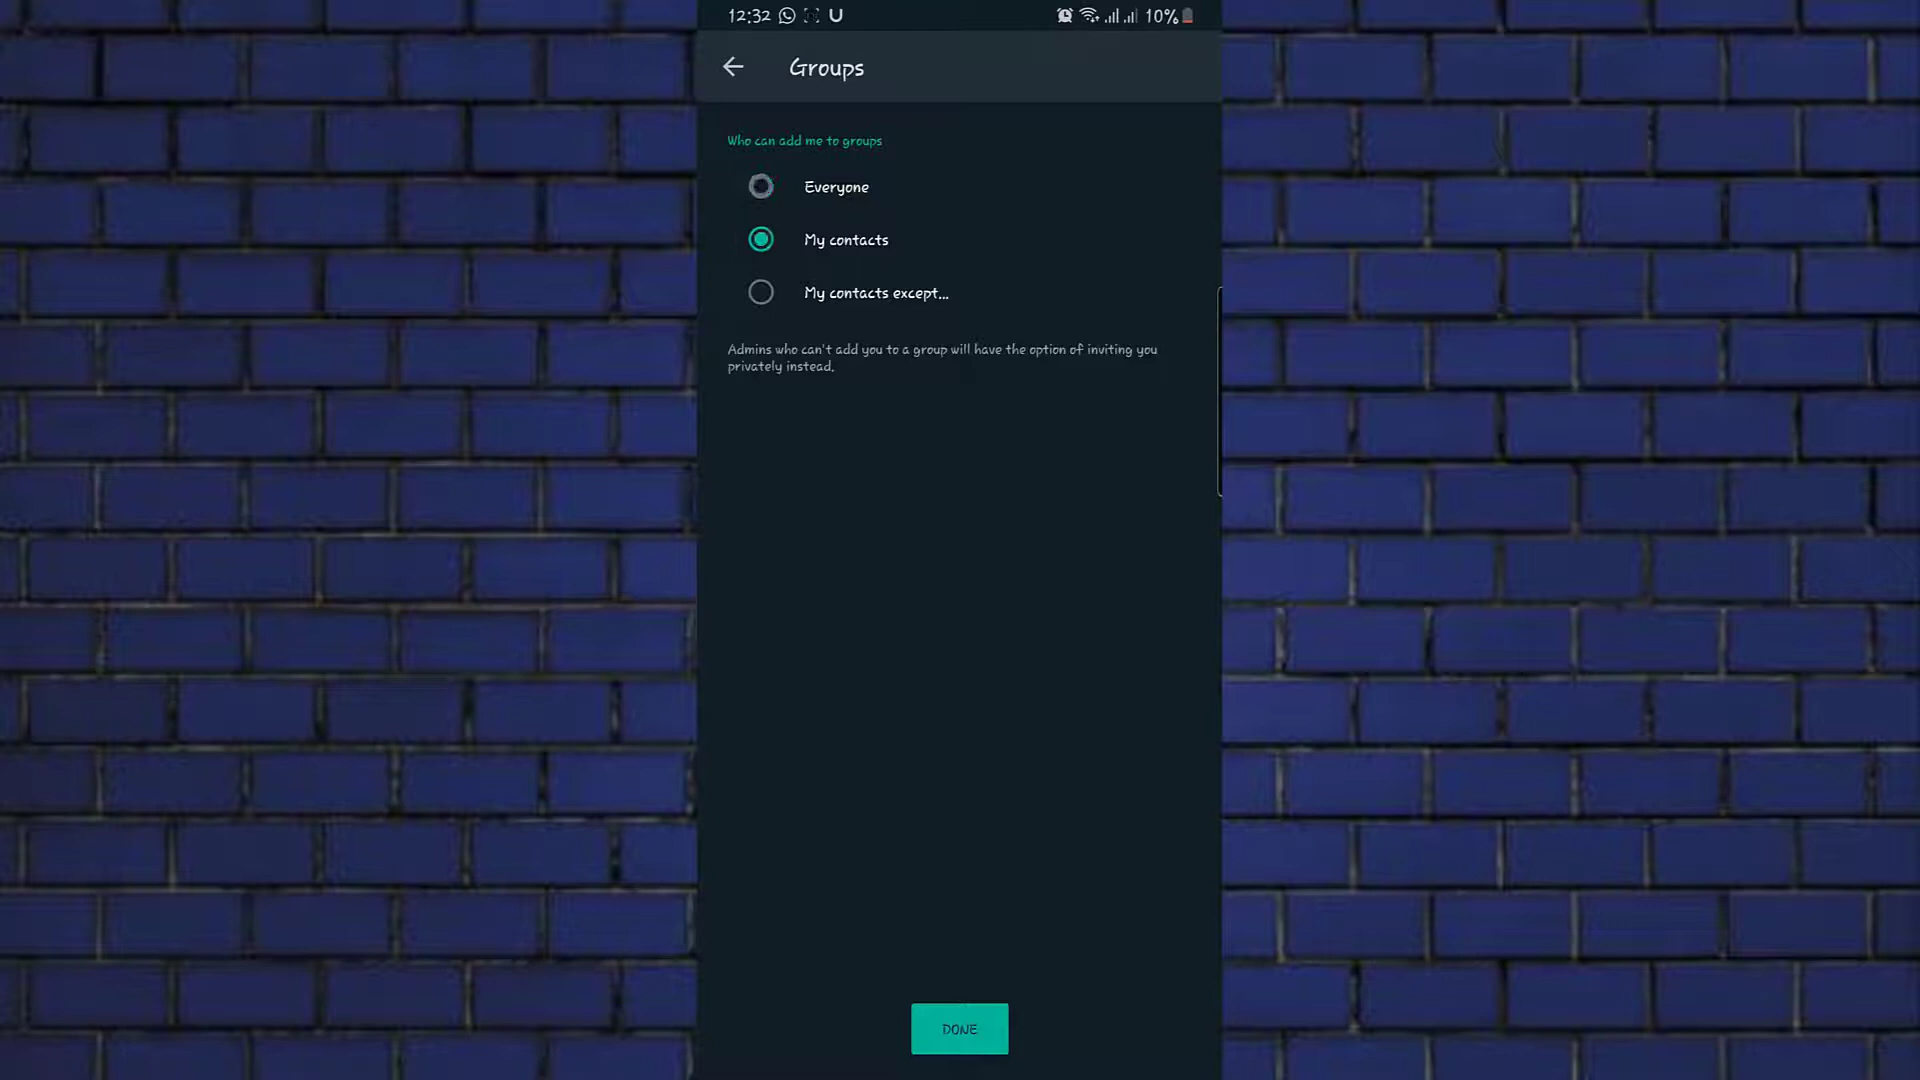 12:32 U 10%
Groups
Who can add me to groups
Everyone
My contacts
My contacts except...
Admins who can't add you to a group will have the option of inviting you
privately instead.
DONE